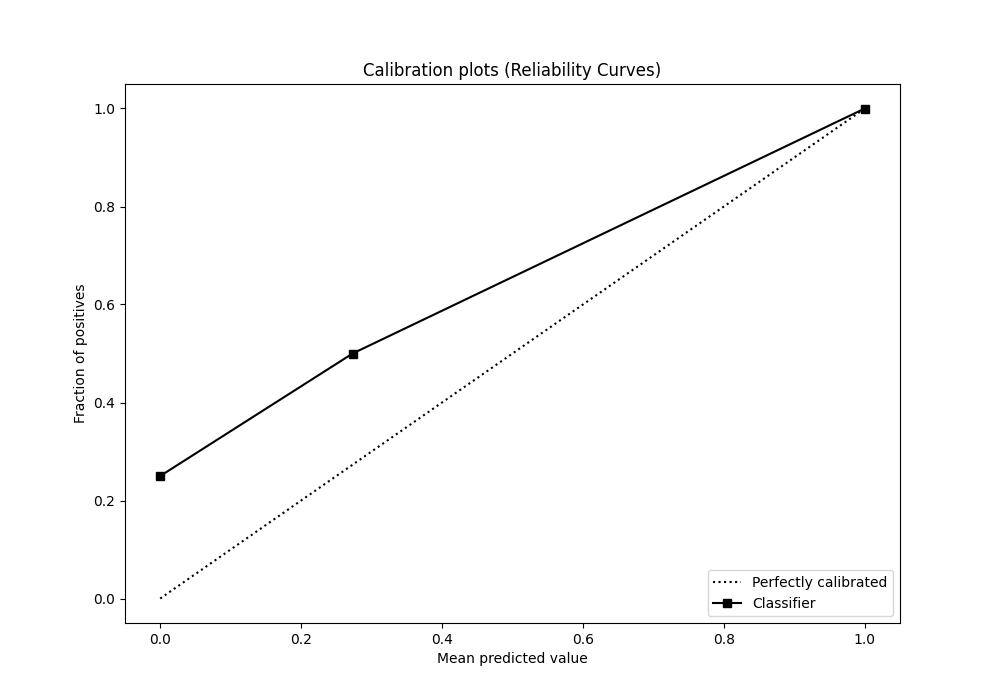 Calibration plots (Reliability Curves)
1.0
0.8
0.6
0.4
0.2
0.0
Fraction of positives
0.0 0.2 0.4 0.6 0.8 1.0
Mean predicted value
Perfectly calibrated
Classifier